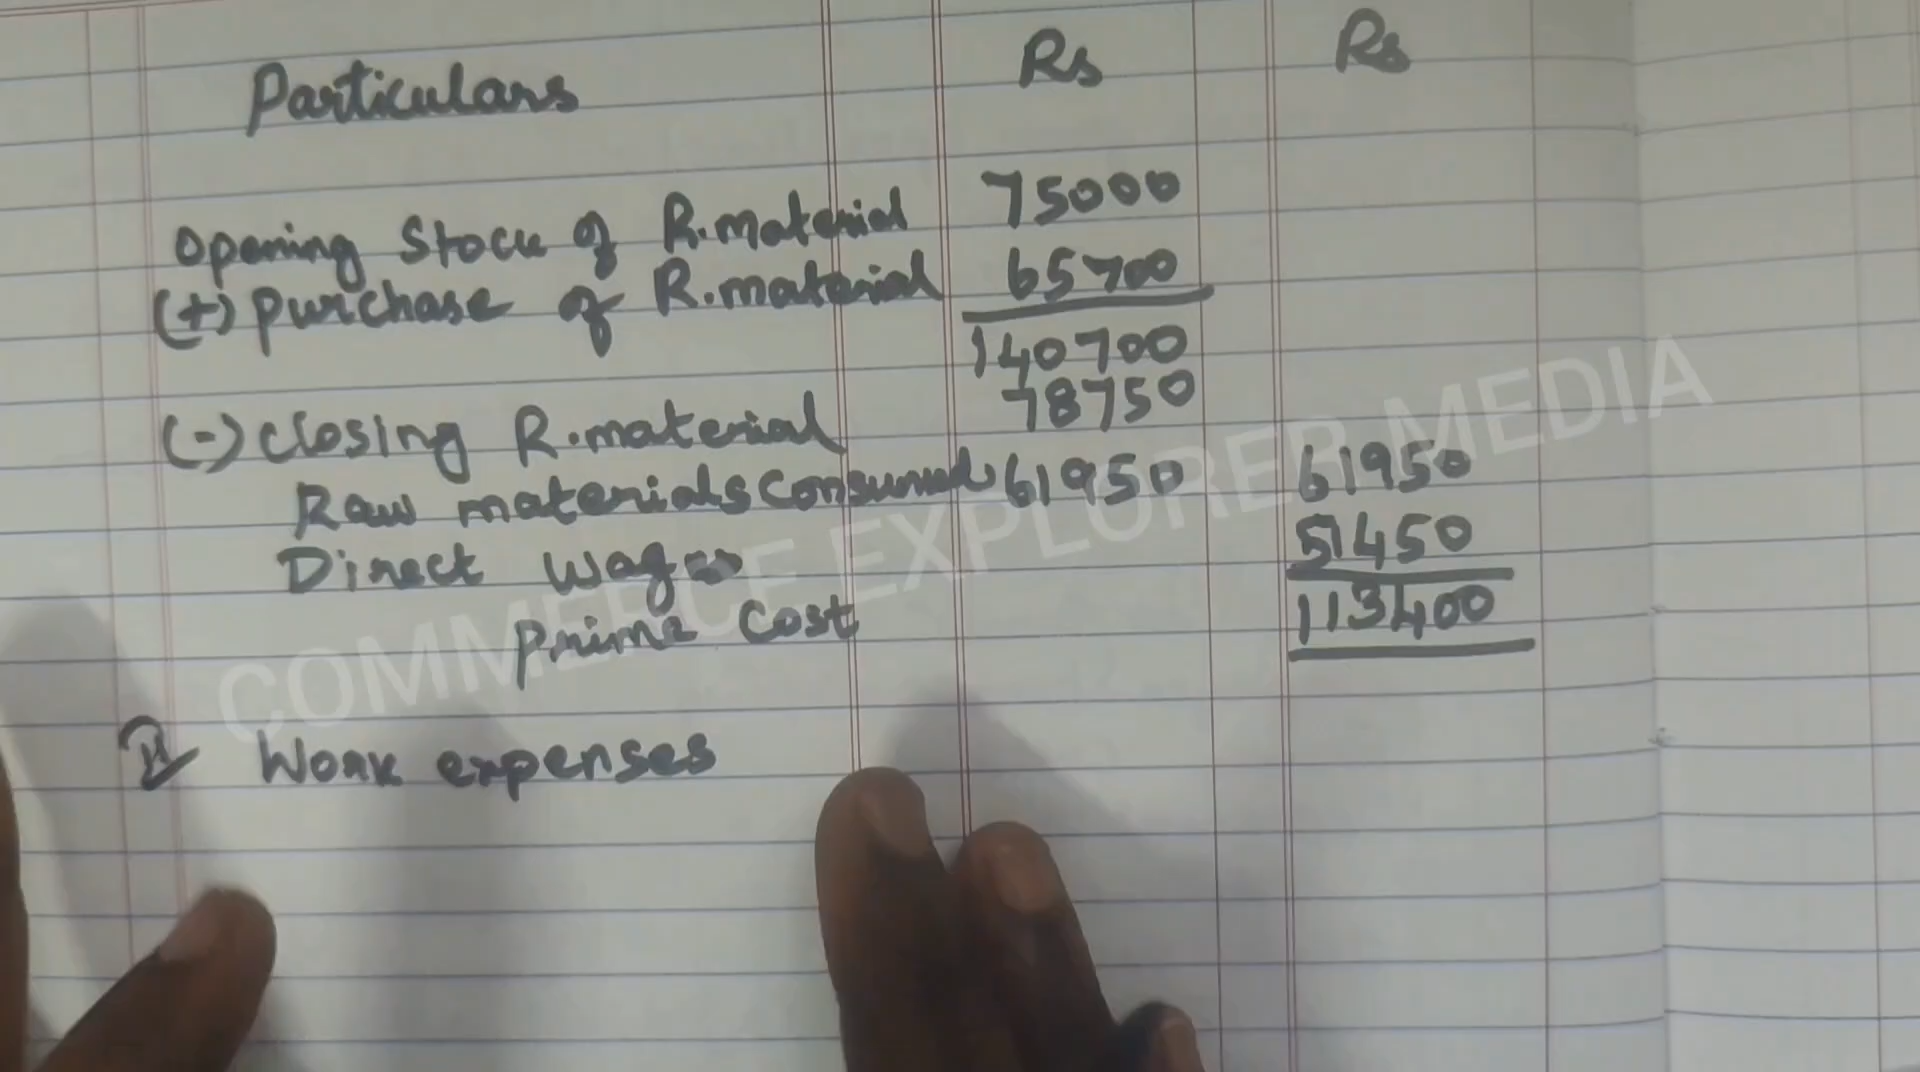 Particulars Rs Rs
Opening Stock of R.material 75000
(+) Purchase of R.material 65700
140700
(-) Closing R.material 78750
Raw materials Consumed 61950 61950
Direct wages 51450
Prime Cost 113400
Work expenses
COMMERCE EXPLORER MEDIA